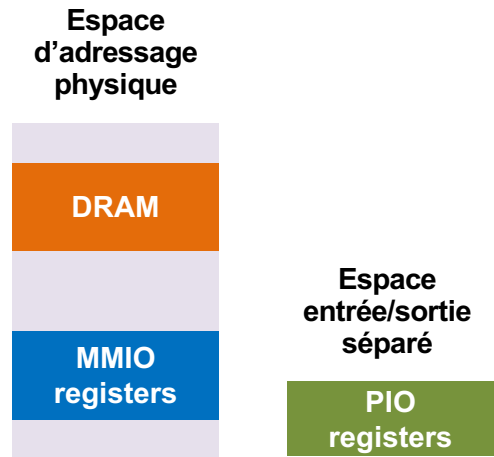 Espace
d'adressage
physique
DRAM
MMIO
registers
Espace
entrée/sortie
séparé
PIO
registers